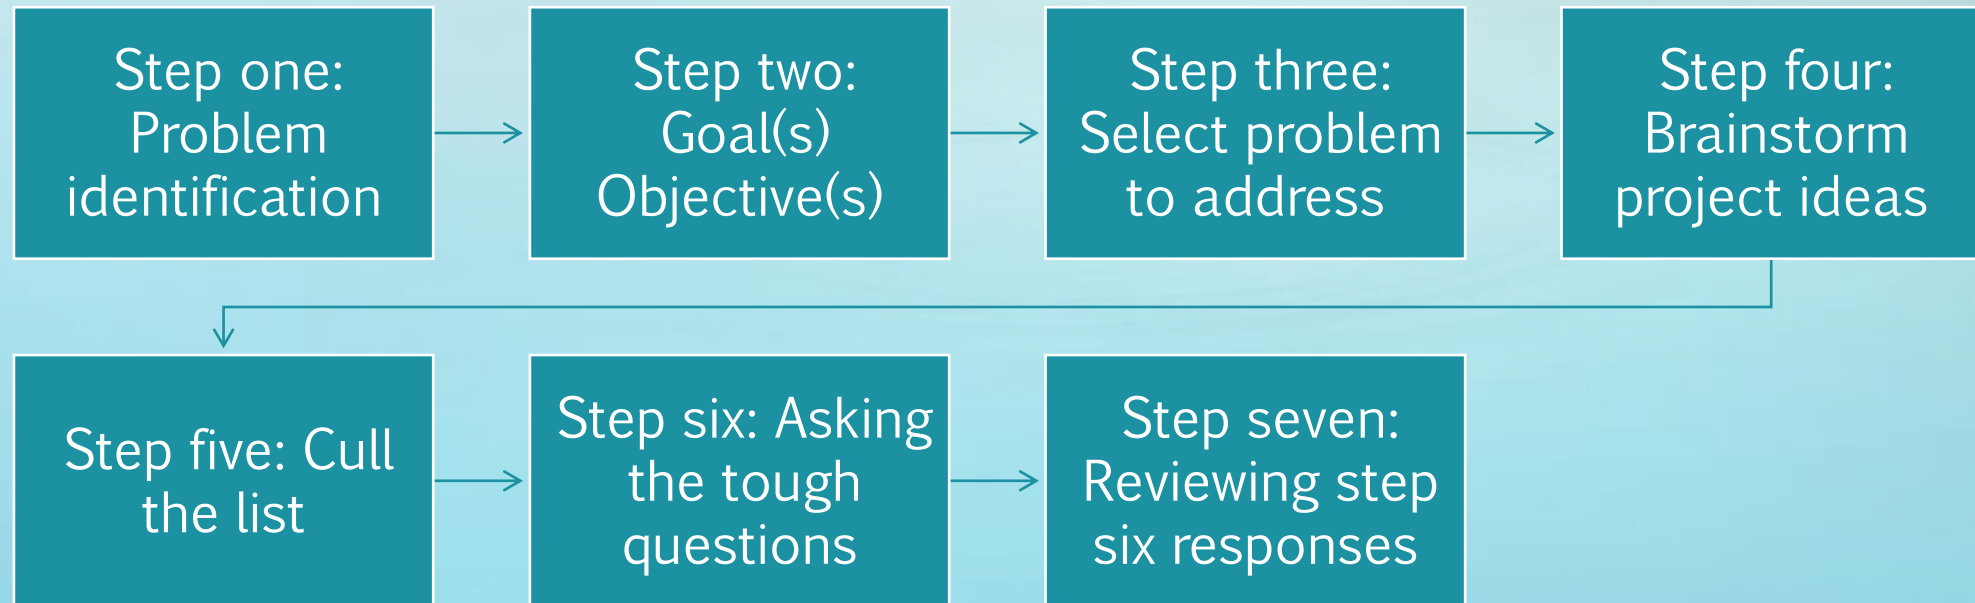 Step one:
Problem
identification
Step two:
Goal(s)
Objective(s)
Step three:
Select problem
to address
Step four:
Brainstorm
project ideas
Step five: Cull
the list
Step six: Asking
the tough
questions
Step seven:
Reviewing step
six responses